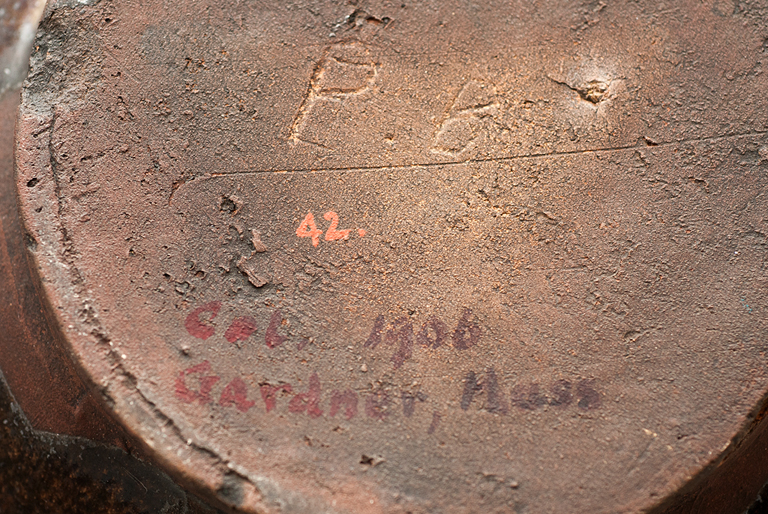 P. 6
42.
Col. 1906
Gardner, Mass